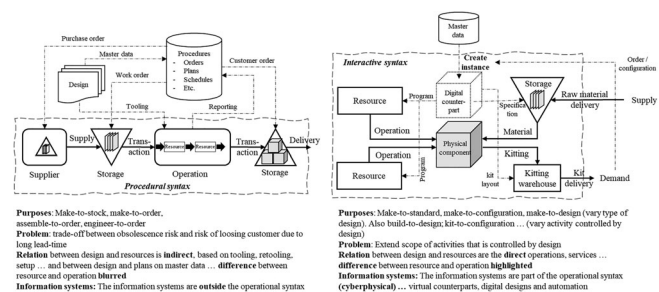 Purchase order
Master data
Design
Work order
Procedures
- Orders
- Plans
- Schedules
- Etc.
Customer order
Tooling
Reporting
Supply
Trans-
action
Resource
Resource
Trans-
action
Delivery
Supplier
Storage
Operation
Storage
Procedural syntax
Purposes: Make-to-stock, make-to-order,
assemble-to-order, engineer-to-order
Problem: trade-off between obsolescence risk and risk of loosing customer due to
long lead-time
Relation between design and resources is indirect, based on tooling, retooling,
setup … and between design and plans on master data … difference between
resource and operation blurred
Information systems: The information systems are outside the operational syntax
Master
data
Interactive syntax
Create
instance
Order /
configuration
Resource
Program
Digital
counter-
part
Specifica
tion
Storage
Raw material
delivery
Supply
Operation
Material
Operation
Physical
component
Resource
Program
Kitting
kit
layout
Kitting
warehouse
Kit
delivery
Demand
Purposes: Make-to-standard, make-to-configuration, make-to-design (vary type of
design). Also build-to-design; kit-to-configuration … (vary activity controlled by
design)
Problem: Extend scope of activities that is controlled by design
Relation between design and resources are the direct operations, services …
difference between resource and operation highlighted
Information systems: The information systems are part of the operational syntax
(cyberphysical) … virtual counterparts, digital designs and automation